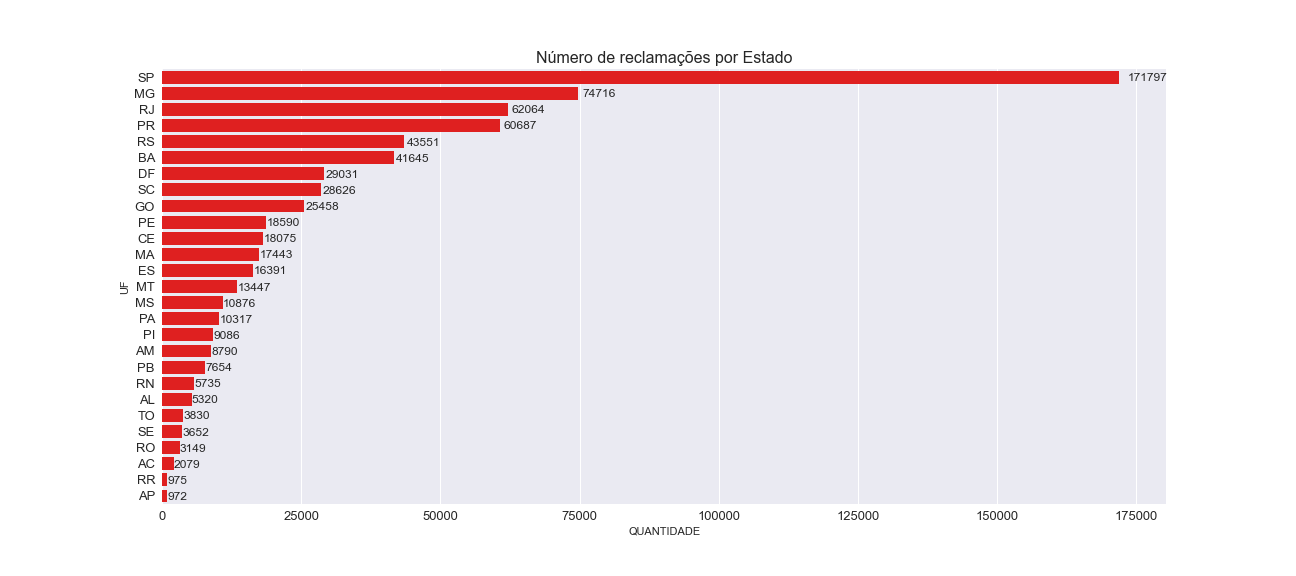 Número de reclamações por Estado
SP 171797
MG 74716
RJ 62064
PR 60687
RS 43551
BA 41645
DF 29031
SC 28626
GO 25458
PE 18590
CE 18075
MA 17443
ES 16391
UF
MT 13447
MS 10876
PA 10317
PI 9086
AM 8790
PB 7654
RN 5735
AL 5320
TO 3830
SE 3652
RO 3149
AC 2079
RR 975
AP 972
0 25000 50000 75000 100000 125000 150000 175000
QUANTIDADE